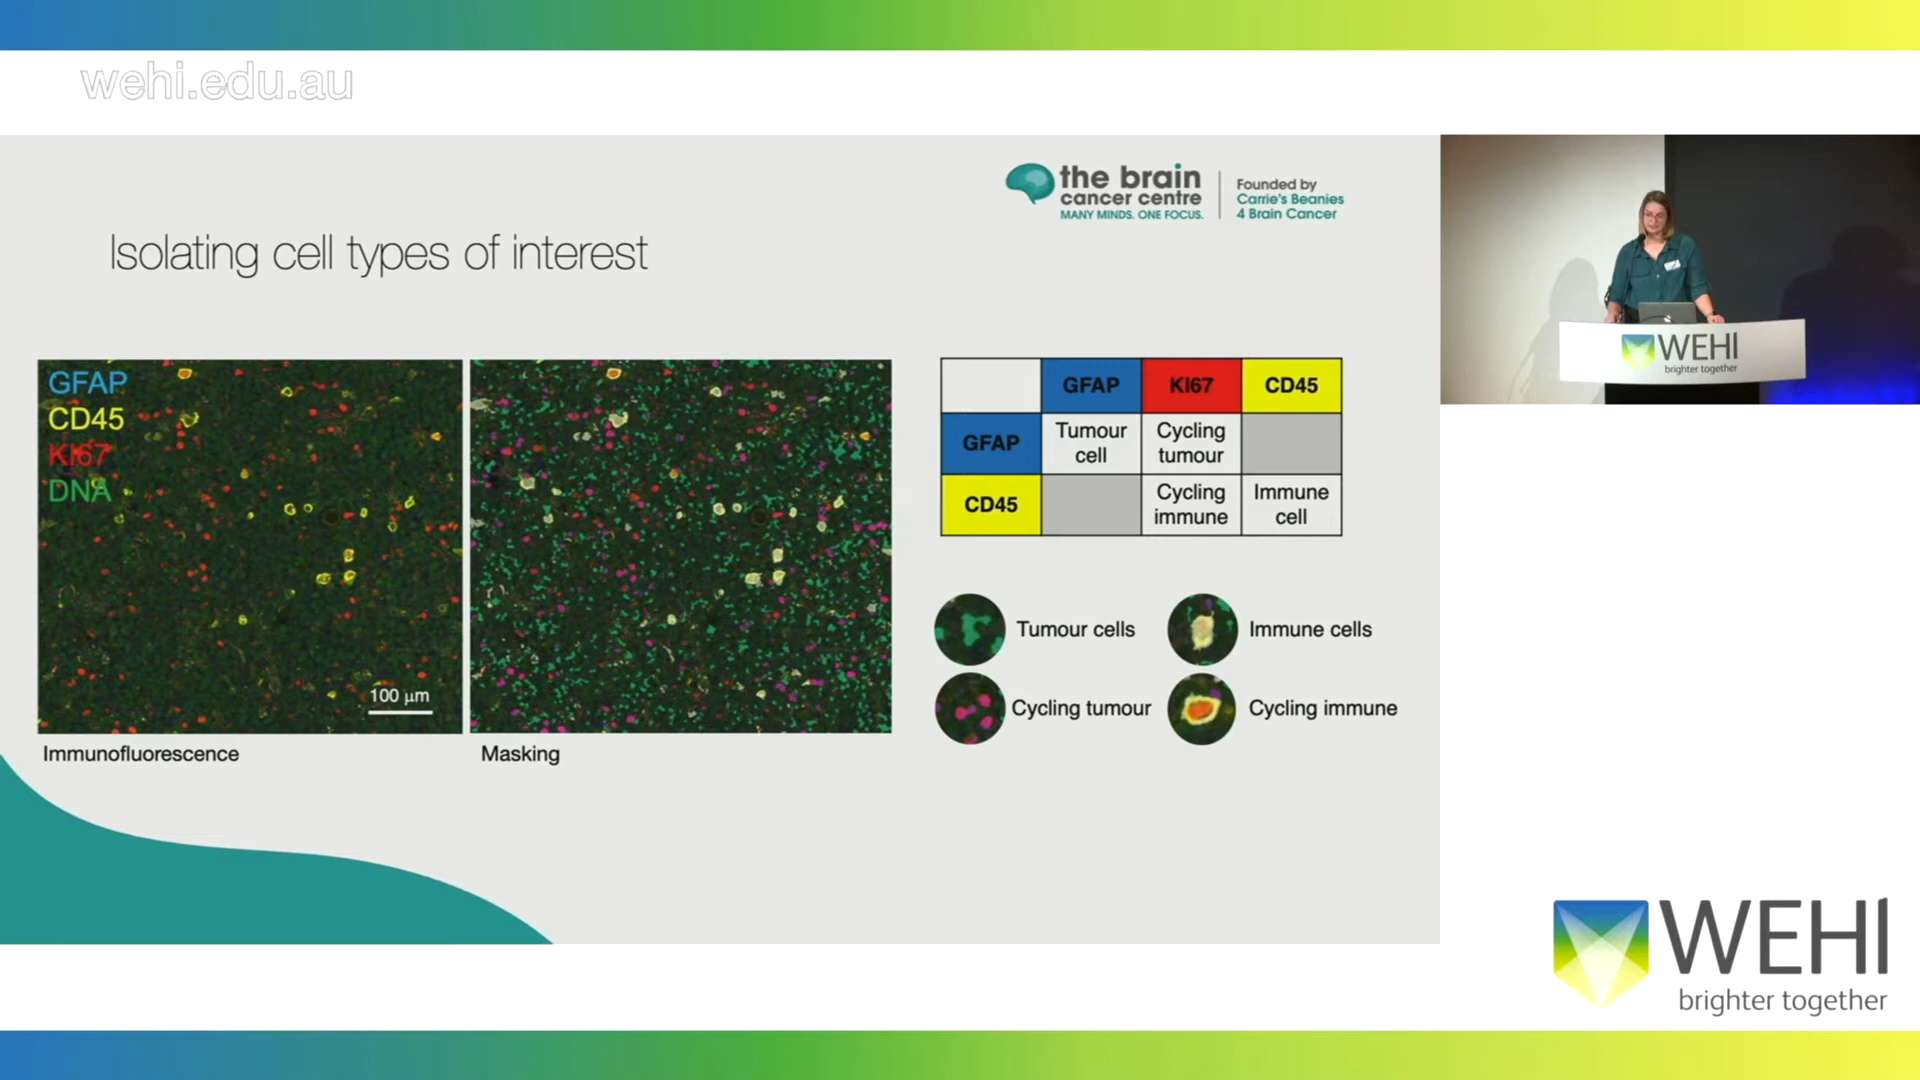 wehi.edu.au
the brain
cancer centre
MANY MINDS. ONE FOCUS.
Founded by
Carrie's Beanies
4 Brain Cancer
Isolating cell types of interest
GFAP
CD45
KI67
DNA
100 μm
Immunofluorescence
Masking
GFAP KI67 CD45
GFAP
Tumour
cell
Cycling
tumour
CD45
Cycling
immune
Immune
cell
Tumour cells
Immune cells
Cycling tumour
Cycling immune
WEHI
brighter together
WEHI
brighter together